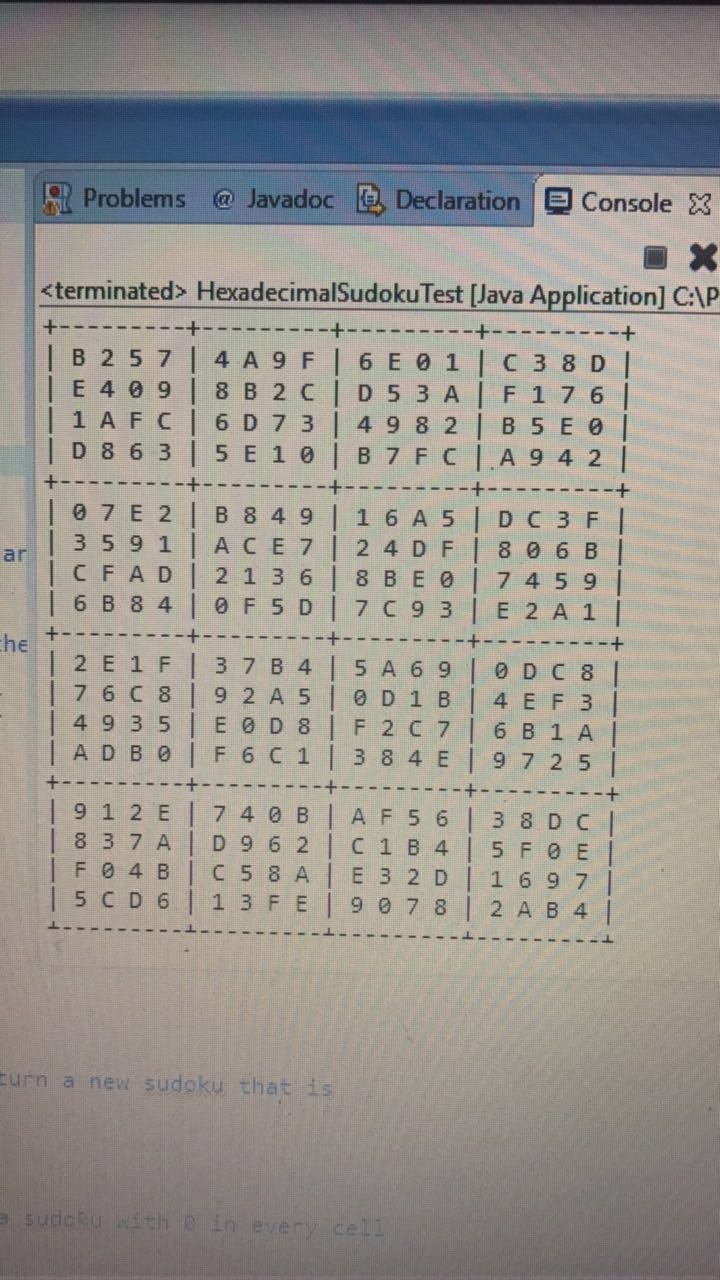 Problems @ Javadoc Declaration Console
<terminated> HexadecimalSudokuTest [Java Application] C:\P
+---------+---------+---------+---------+
| B 2 5 7 | 4 A 9 F | 6 E 0 1 | C 3 8 D |
| E 4 0 9 | 8 B 2 C | D 5 3 A | F 1 7 6 |
| 1 A F C | 6 D 7 3 | 4 9 8 2 | B 5 E 0 |
| D 8 6 3 | 5 E 1 0 | B 7 F C | A 9 4 2 |
+---------+---------+---------+---------+
| 0 7 E 2 | B 8 4 9 | 1 6 A 5 | D C 3 F |
ar | 3 5 9 1 | A C E 7 | 2 4 D F | 8 0 6 B |
| C F A D | 2 1 3 6 | 8 B E 0 | 7 4 5 9 |
| 6 B 8 4 | 0 F 5 D | 7 C 9 3 | E 2 A 1 |
the +---------+---------+---------+---------+
| 2 E 1 F | 3 7 B 4 | 5 A 6 9 | 0 D C 8 |
| 7 6 C 8 | 9 2 A 5 | 0 D 1 B | 4 E F 3 |
| 4 9 3 5 | E 0 D 8 | F 2 C 7 | 6 B 1 A |
| A D B 0 | F 6 C 1 | 3 8 4 E | 9 7 2 5 |
+---------+---------+---------+---------+
| 9 1 2 E | 7 4 0 B | A F 5 6 | 3 8 D C |
| 8 3 7 A | D 9 6 2 | C 1 B 4 | 5 F 0 E |
| F 0 4 B | C 5 8 A | E 3 2 D | 1 6 9 7 |
| 5 C D 6 | 1 3 F E | 9 0 7 8 | 2 A B 4 |
+---------+---------+---------+---------+
turn a new sudoku that is
a sudoku with 0 in every cell